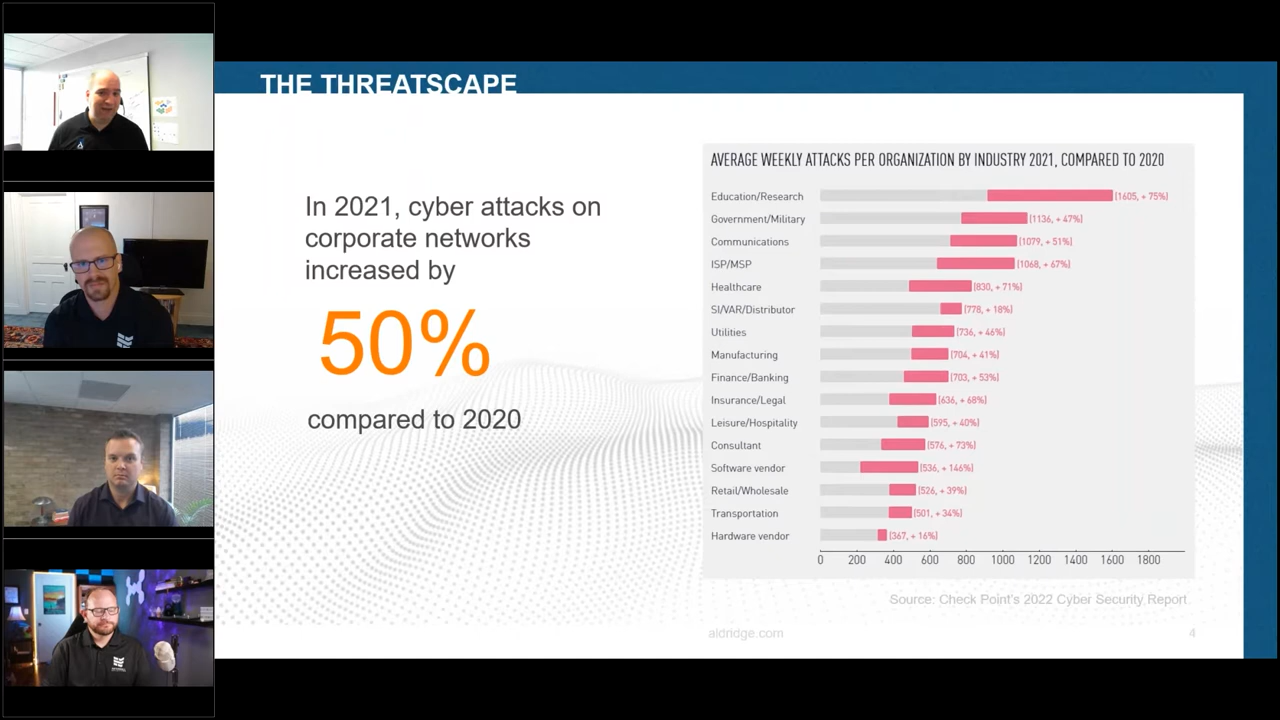 THE THREATSCAPE
In 2021, cyber attacks on
corporate networks
increased by
50%
compared to 2020
AVERAGE WEEKLY ATTACKS PER ORGANIZATION BY INDUSTRY 2021, COMPARED TO 2020
Education/Research (1605, + 75%)
Government/Military (1136, + 47%)
Communications (1079, + 51%)
ISP/MSP (1068, + 67%)
Healthcare (830, + 71%)
SI/VAR/Distributor (778, + 18%)
Utilities (736, + 46%)
Manufacturing (704, + 41%)
Finance/Banking (703, + 53%)
Insurance/Legal (636, + 68%)
Leisure/Hospitality (595, + 40%)
Consultant (576, + 73%)
Software vendor (536, + 146%)
Retail/Wholesale (526, + 39%)
Transportation (501, + 34%)
Hardware vendor (367, + 16%)
0 200 400 600 800 1000 1200 1400 1600 1800
Source: Check Point's 2022 Cyber Security Report
aldridge.com 4